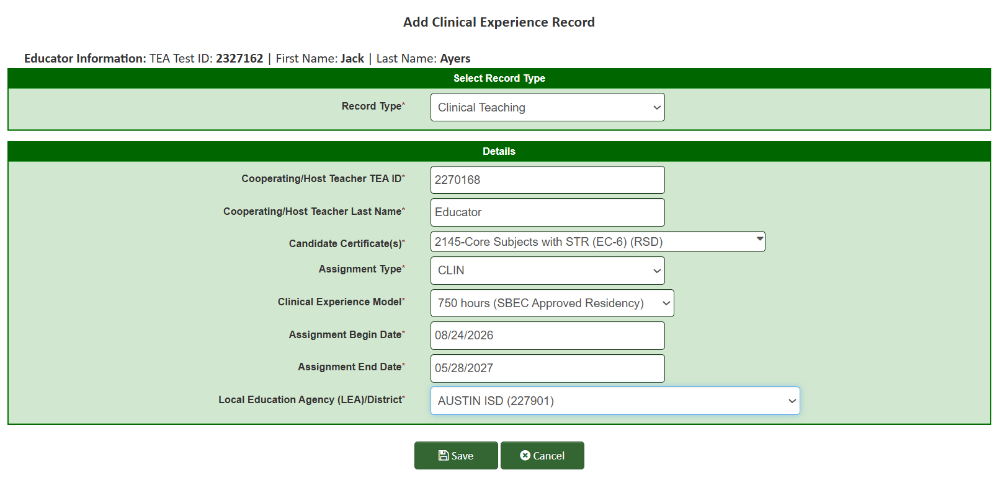 Add Clinical Experience Record
Educator Information: TEA Test ID: 2327162 | First Name: Jack | Last Name: Ayers
Select Record Type
Record Type* Clinical Teaching
Details
Cooperating/Host Teacher TEA ID* 2270168
Cooperating/Host Teacher Last Name* Educator
Candidate Certificate(s)* 2145-Core Subjects with STR (EC-6) (RSD)
Assignment Type* CLIN
Clinical Experience Model* 750 hours (SBEC Approved Residency)
Assignment Begin Date* 08/24/2026
Assignment End Date* 05/28/2027
Local Education Agency (LEA)/District* AUSTIN ISD (227901)
Save Cancel